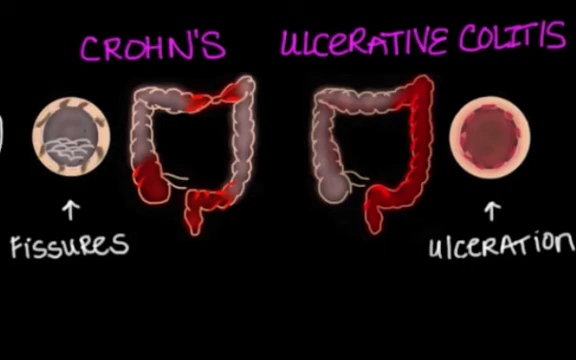 CROHN'S
ULCERATIVE COLITIS
FISSURES
ULCERATION